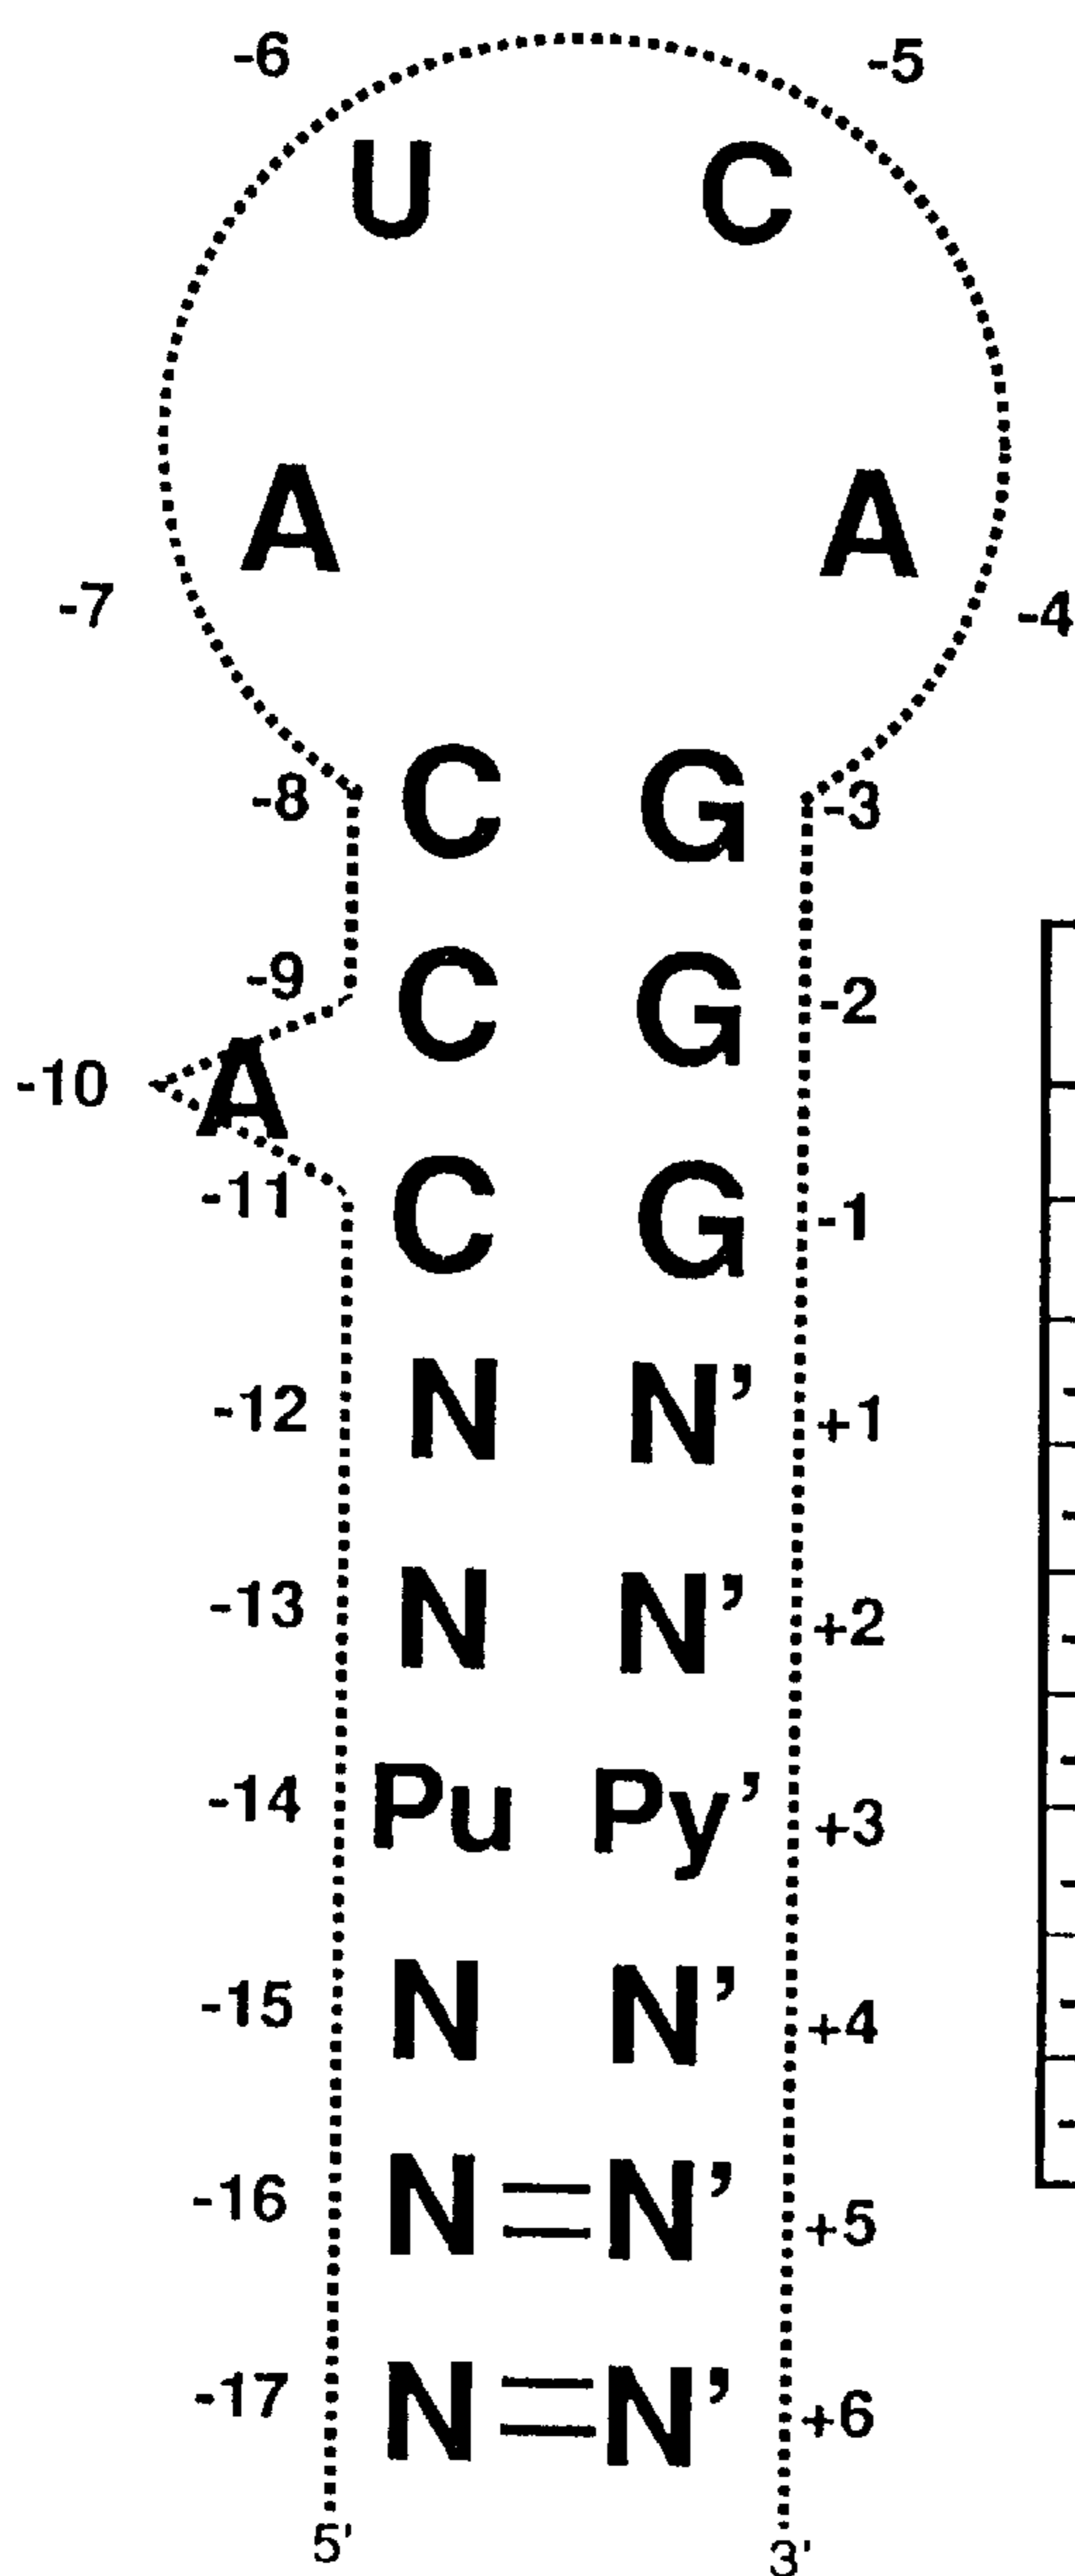 -6 -5
U C
A A
-7 -4
-8 C G -3
-9 C G -2
-10 A
-11 C G -1
-12 N N’ +1
-13 N N’ +2
-14 Pu Py’ +3
-15 N N’ +4
-16 N N’ +5
-17 N N’ +6
5' 3'